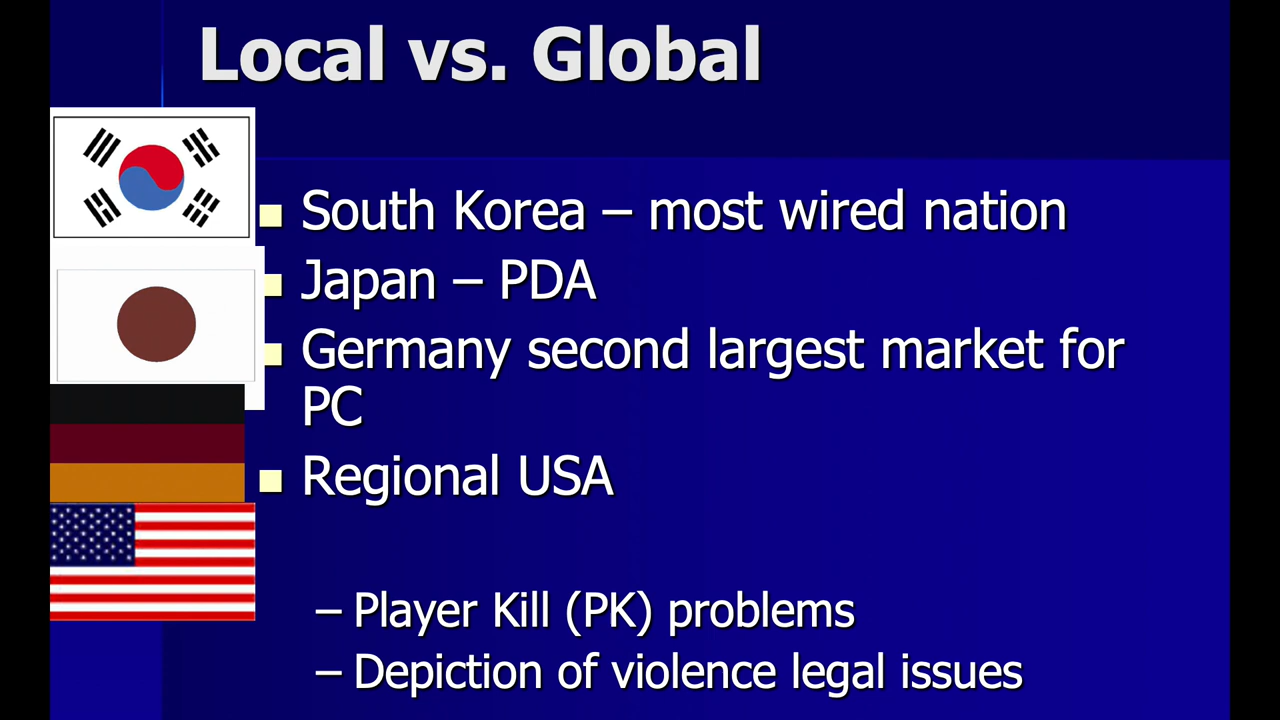 Local vs. Global
South Korea – most wired nation
Japan – PDA
Germany second largest market for
PC
Regional USA
– Player Kill (PK) problems
– Depiction of violence legal issues